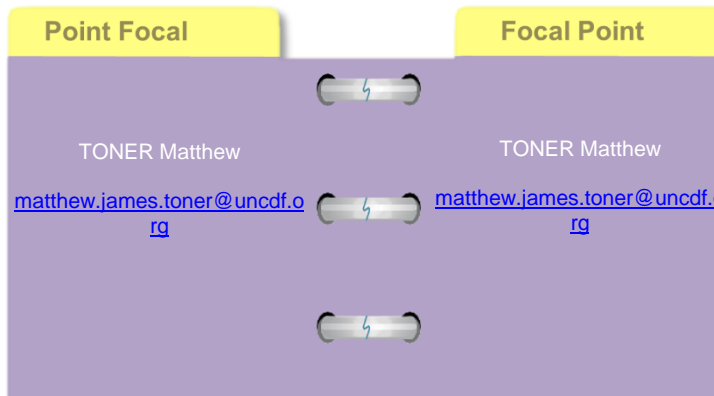 Point Focal
TONER Matthew
matthew.james.toner@uncdf.o
rg
Focal Point
TONER Matthew
matthew.james.toner@uncdf.
rg